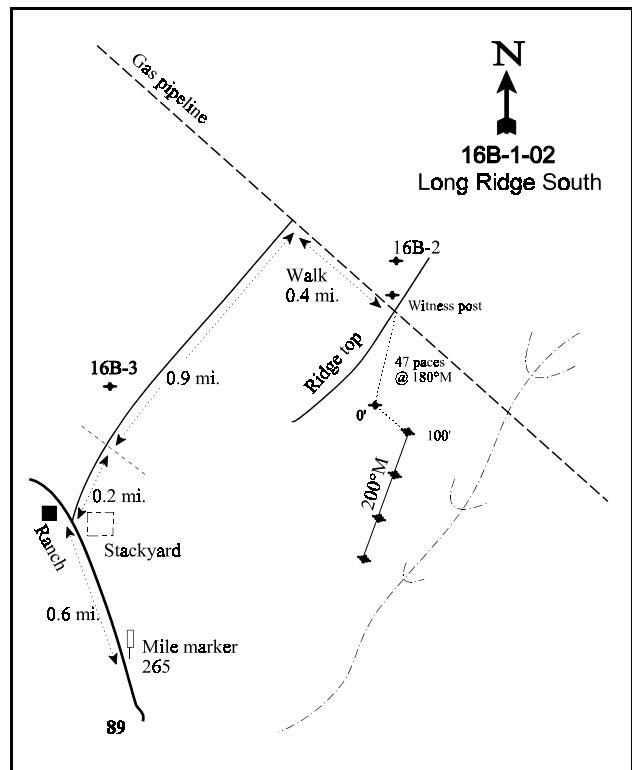 N
16B-1-02
Long Ridge South
Gas pipeline
16B-2
Walk
0.4 mi.
Witness post
Ridge top
47 paces
@ 180°M
16B-3
0.9 mi.
0'
100'
200°M
0.2 mi.
Ranch
Stackyard
0.6 mi.
Mile marker
265
89